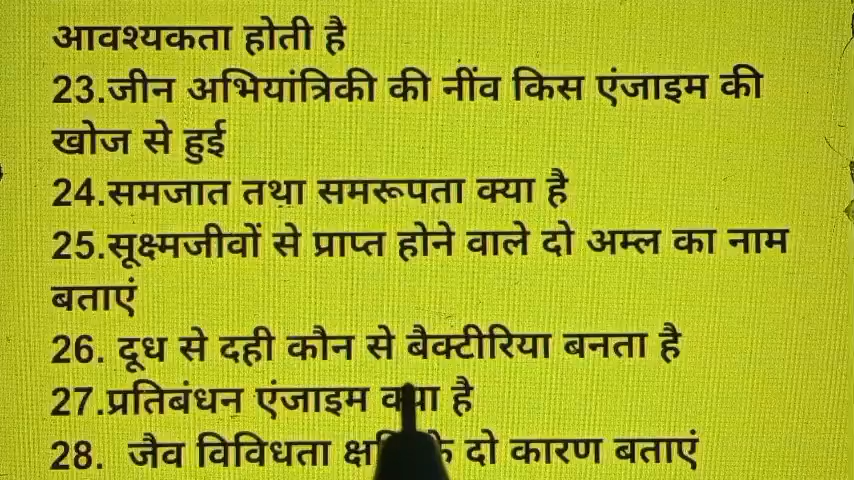 आवश्यकता होती है
23.जीन अभियांत्रिकी की नींव किस एंजाइम की
खोज से हुई
24.समजात तथा समरूपता क्या है
25.सूक्ष्मजीवों से प्राप्त होने वाले दो अम्ल का नाम
बताएं
26. दूध से दही कौन से बैक्टीरिया बनता है
27.प्रतिबंधन एंजाइम क्या है
28. जैव विविधता के दो कारण बताएं